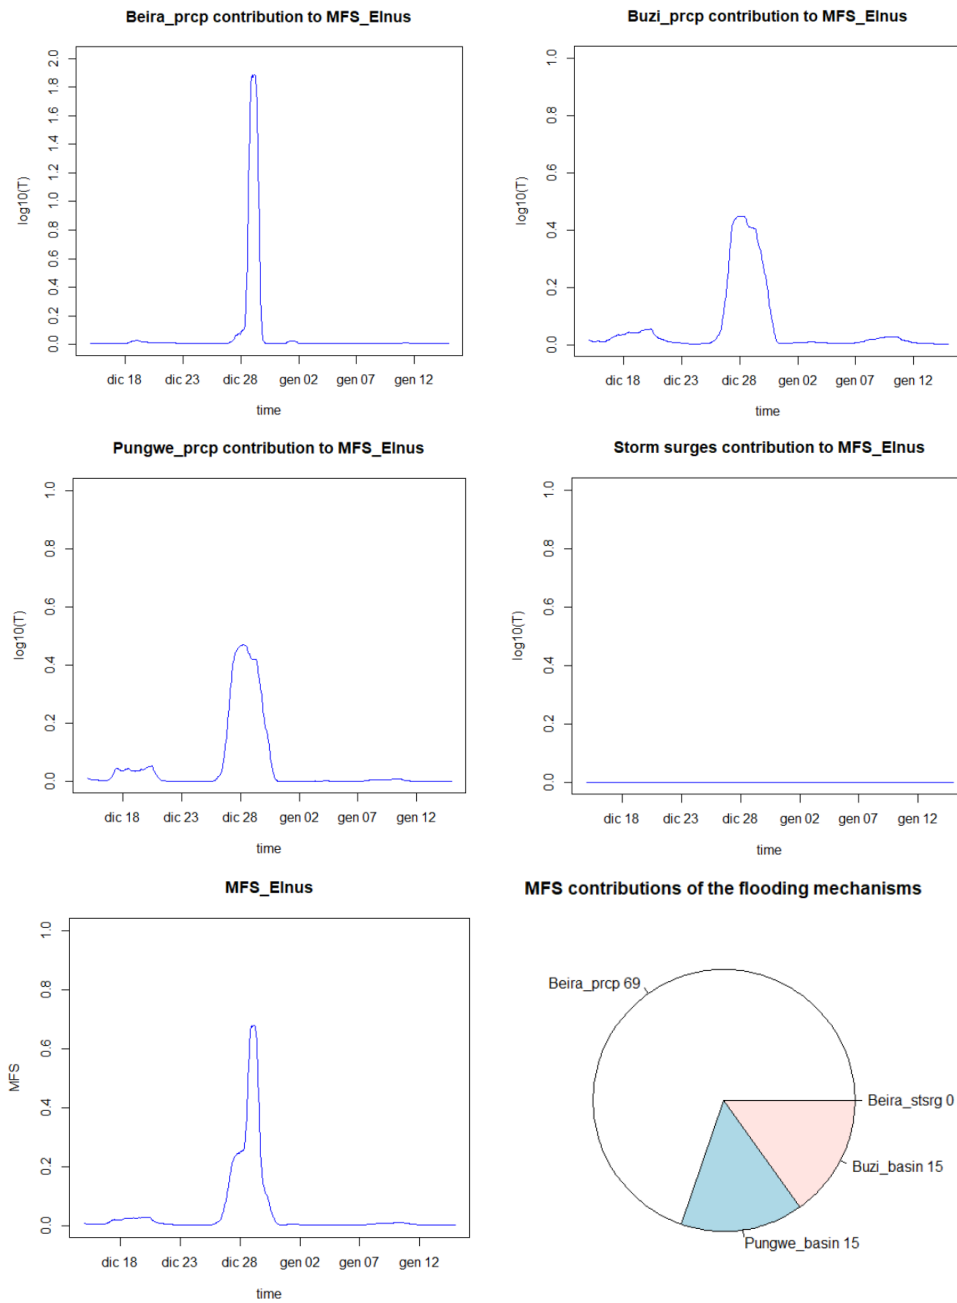 Beira_prcp contribution to MFS_Elnus
log10(T)
2.0
1.8
1.6
1.4
1.2
1.0
0.8
0.6
0.4
0.2
0.0
dic 18 dic 23 dic 28 gen 02 gen 07 gen 12
time
Buzi_prcp contribution to MFS_Elnus
log10(T)
1.0
0.8
0.6
0.4
0.2
0.0
dic 18 dic 23 dic 28 gen 02 gen 07 gen 12
time
Pungwe_prcp contribution to MFS_Elnus
log10(T)
1.0
0.8
0.6
0.4
0.2
0.0
dic 18 dic 23 dic 28 gen 02 gen 07 gen 12
time
Storm surges contribution to MFS_Elnus
log10(T)
1.0
0.8
0.6
0.4
0.2
0.0
dic 18 dic 23 dic 28 gen 02 gen 07 gen 12
time
MFS_Elnus
MFS
1.0
0.8
0.6
0.4
0.2
0.0
dic 18 dic 23 dic 28 gen 02 gen 07 gen 12
time
MFS contributions of the flooding mechanisms
Beira_prcp 69
Beira_stsrg 0
Buzi_basin 15
Pungwe_basin 15